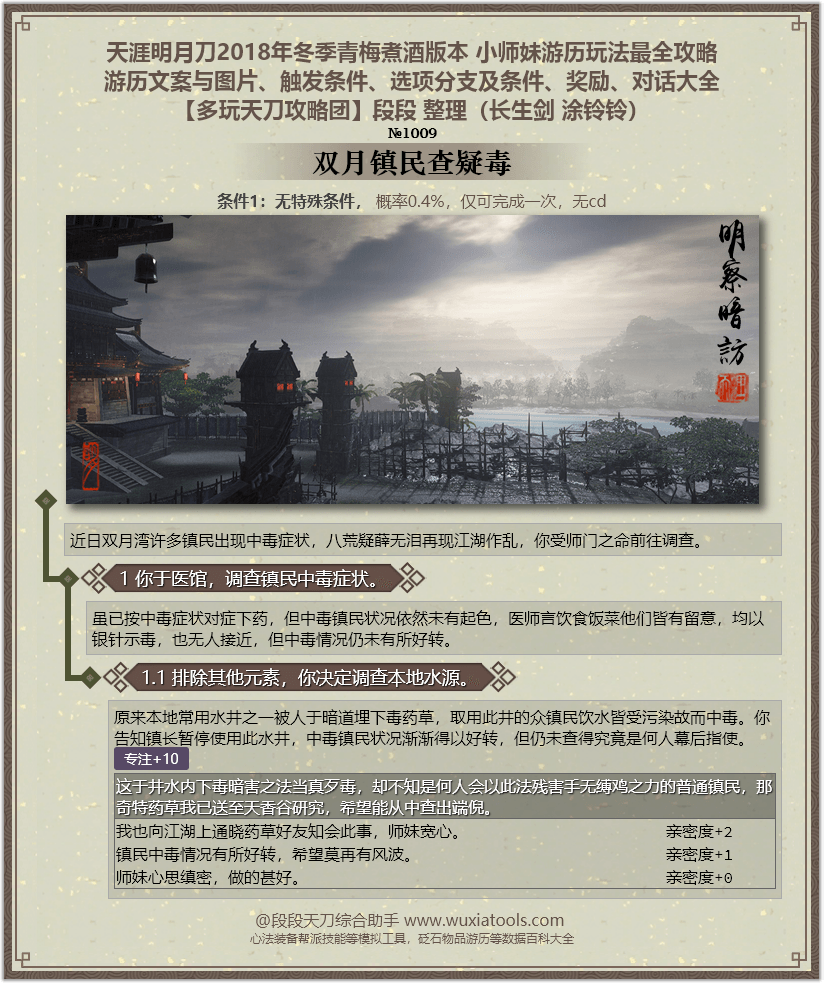 天涯明月刀2018年冬季青梅煮酒版本 小师妹游历玩法最全攻略
游历文案与图片、触发条件、选项分支及条件、奖励、对话大全
【多玩天刀攻略团】段段 整理（长生剑 涂铃铃）
№1009
双月镇民查疑毒
条件1：无特殊条件， 概率0.4%，仅可完成一次，无cd
明察暗訪
近日双月湾许多镇民出现中毒症状，八荒疑薛无泪再现江湖作乱，你受师门之命前往调查。
1 你于医馆，调查镇民中毒症状。
虽已按中毒症状对症下药，但中毒镇民状况依然未有起色，医师言饮食饭菜他们皆有留意，均以
银针示毒，也无人接近，但中毒情况仍未有所好转。
1.1 排除其他元素，你决定调查本地水源。
原来本地常用水井之一被人于暗道埋下毒药草，取用此井的众镇民饮水皆受污染故而中毒。你
告知镇长暂停使用此水井，中毒镇民状况渐渐得以好转，但仍未查得究竟是何人幕后指使。
专注+10
这于井水内下毒暗害之法当真歹毒，却不知是何人会以此法残害手无缚鸡之力的普通镇民，那
奇特药草我已送至天香谷研究，希望能从中查出端倪。
我也向江湖上通晓药草好友知会此事，师妹宽心。 亲密度+2
镇民中毒情况有所好转，希望莫再有风波。 亲密度+1
师妹心思缜密，做的甚好。 亲密度+0
@段段天刀综合助手 www.wuxiatools.com
心法装备帮派技能等模拟工具，砭石物品游历等数据百科大全